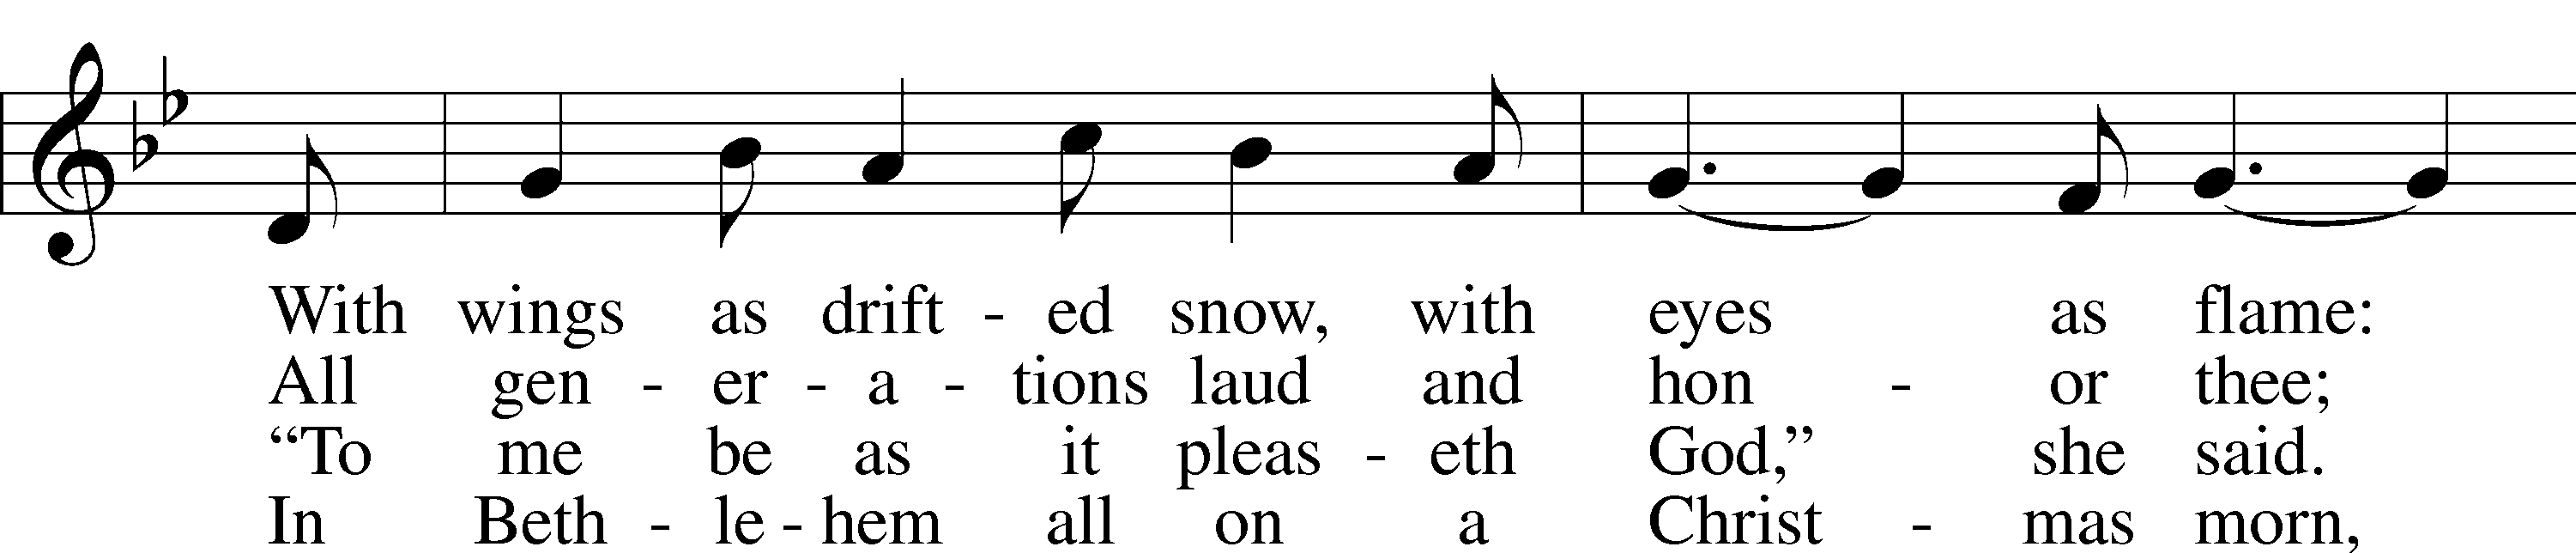 With wings as drift - ed snow, with eyes as flame:
All gen - er - a - tions laud and hon - or thee;
“To me be as it pleas - eth God,” she said.
In Beth - le - hem all on a Christ - mas morn,